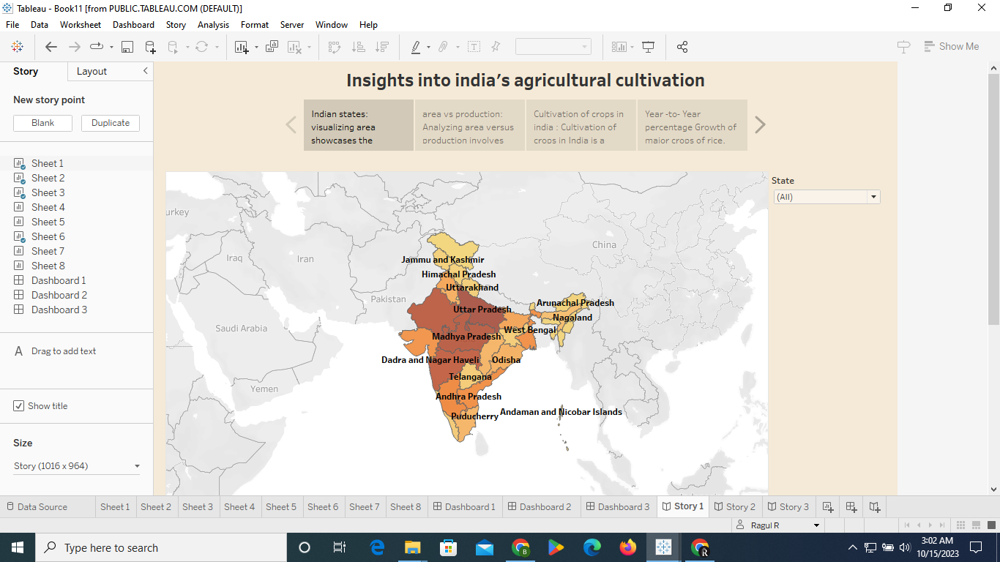 Tableau - Book11 [from PUBLIC.TABLEAU.COM (DEFAULT)]
File Data Worksheet Dashboard Story Analysis Format Server Window Help
Show Me
Story Layout
New story point
Blank Duplicate
Sheet 1
Sheet 2
Sheet 3
Sheet 4
Sheet 5
Sheet 6
Sheet 7
Sheet 8
Dashboard 1
Dashboard 2
Dashboard 3
A Drag to add text
Show title
Size
Story (1016 x 964)
Insights into india's agricultural cultivation
Indian states:
visualizing area
showcases the
area vs production:
Analyzing area versus
production involves
Cultivation of crops in
india : Cultivation of
crops in India is a
Year -to- Year
percentage Growth of
major crops of rice.
State
(All)
urkey
Iraq
Iran
China
Pakistan
Saudi Arabia
Yemen
Jammu and Kashmir
Himachal Pradesh
Uttarakhand
Arunachal Pradesh
Uttar Pradesh
Nagaland
West Bengal
Madhya Pradesh
Dadra and Nagar Haveli
Odisha
Telangana
Andhra Pradesh
Andaman and Nicobar Islands
Puducherry
Data Source Sheet 1 Sheet 2 Sheet 3 Sheet 4 Sheet 5 Sheet 6 Sheet 7 Sheet 8 Dashboard 1 Dashboard 2 Dashboard 3 Story 1 Story 2 Story 3
Ragul R
Type here to search
B
R
3:02 AM
10/15/2023